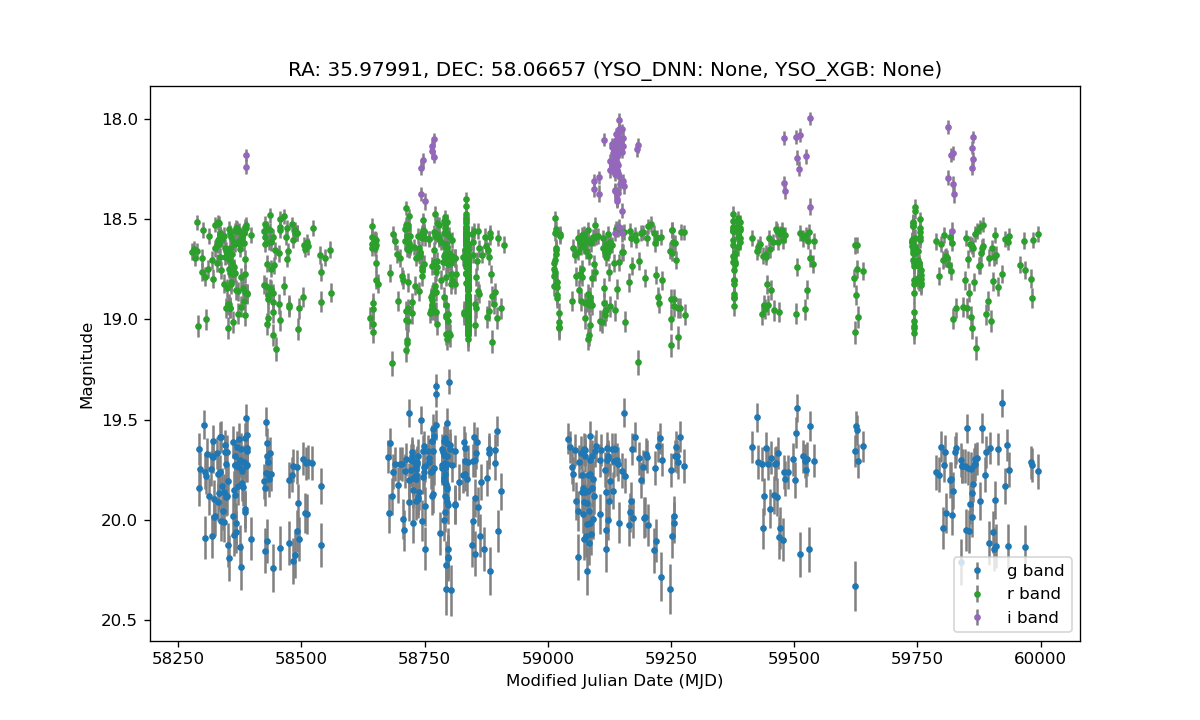 RA: 35.97991, DEC: 58.06657 (YSO_DNN: None, YSO_XGB: None)
18.0
18.5
19.0
19.5
20.0
20.5
Magnitude
g band
r band
i band
58250 58500 58750 59000 59250 59500 59750 60000
Modified Julian Date (MJD)